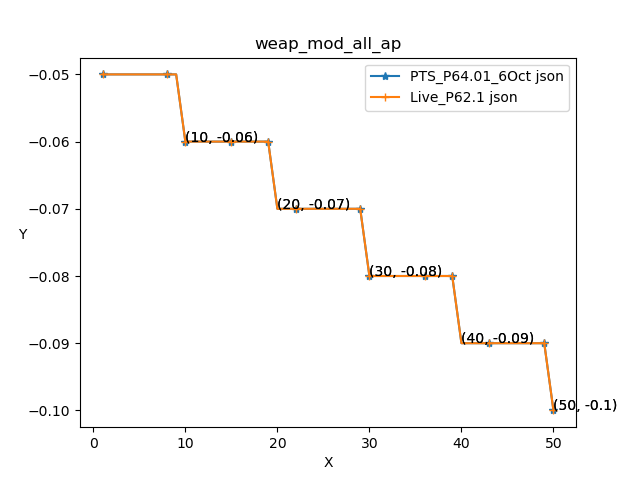 weap_mod_all_ap
PTS_P64.01_6Oct json
Live_P62.1 json
−0.05
−0.06
−0.07
−0.08
−0.09
−0.10
Y
(10, -0.06)
(20, -0.07)
(30, -0.08)
(40, -0.09)
(50, -0.1)
0 10 20 30 40 50
X